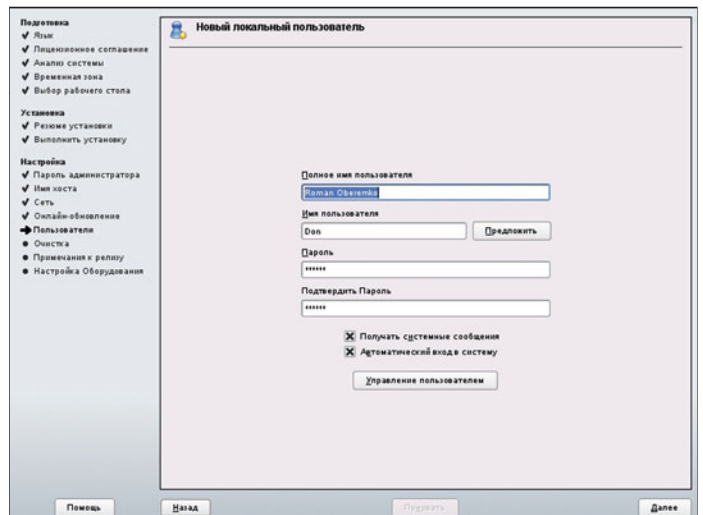 Подготовка
Язык
Лицензионное соглашение
Анализ системы
Временная зона
Выбор рабочего стола
Установка
Резюме установки
Выполнить установку
Настройка
Пароль администратора
Имя хоста
Сеть
Онлайн-обновление
Пользователи
Очистка
Примечания к релизу
Настройка Оборудования
Новый локальный пользователь
Полное имя пользователя
Roman Oberemko
Имя пользователя
Don
Предложить
Пароль
******
Подтвердить Пароль
******
Получать системные сообщения
Автоматический вход в систему
Управление пользователем
Помощь
Назад
Прервать
Далее